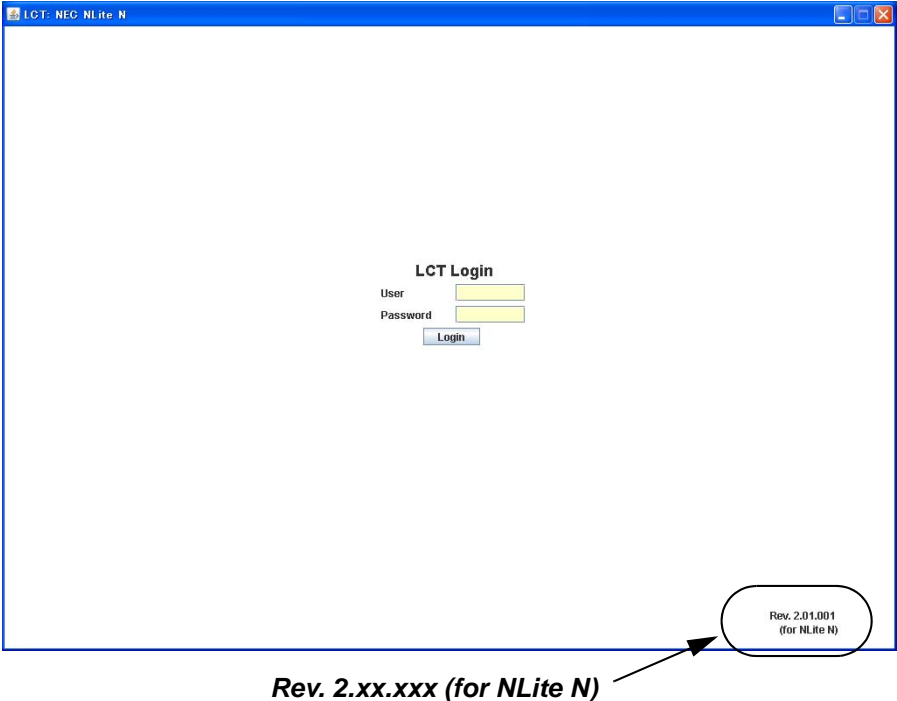 LCT: NEC NLite N
LCT Login
User
Password
Login
Rev. 2.01.001
(for NLite N)
Rev. 2.xx.xxx (for NLite N)